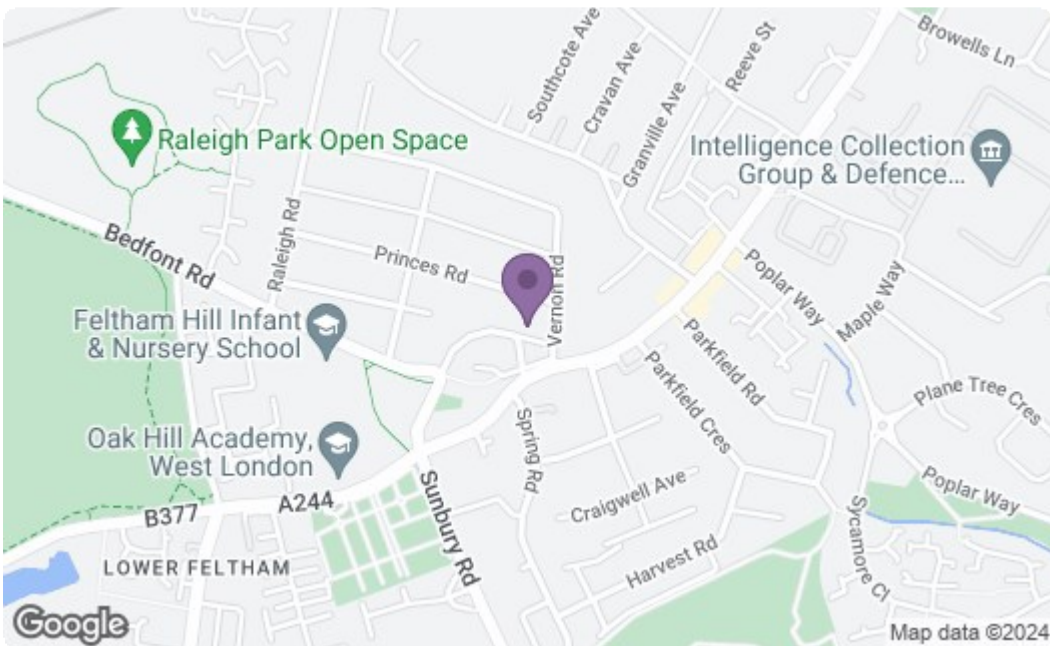 Browells Ln
Reeve St
Southcote Ave
Cravan Ave
Granville Ave
Raleigh Park Open Space
Intelligence Collection
Group & Defence...
Bedfont Rd
Raleigh Rd
Princes Rd
Vernon Rd
Poplar Way
Maple Way
Feltham Hill Infant
& Nursery School
Parkfield Rd
Parkfield Cres
Plane Tree Cres
Oak Hill Academy,
West London
Spring Rd
Sunbury Rd
Craigwell Ave
Poplar Way
A244
B377
Sycamore Cl
Harvest Rd
LOWER FELTHAM
Google
Map data ©2024